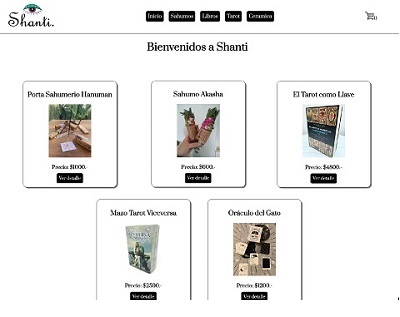 Shanti.
Inicio Sahumos Libros Tarot Ceramica
0
Bienvenidos a Shanti
Porta Sahumerio Hanuman
Precio: $1000.-
Ver detalle
Sahumo Akasha
Precio: $600.-
Ver detalle
El Tarot como Llave
Precio: $4800.-
Ver detalle
Mazo Tarot Viceversa
Precio: $2500.-
Ver detalle
Oráculo del Gato
Precio: $1200.-
Ver detalle